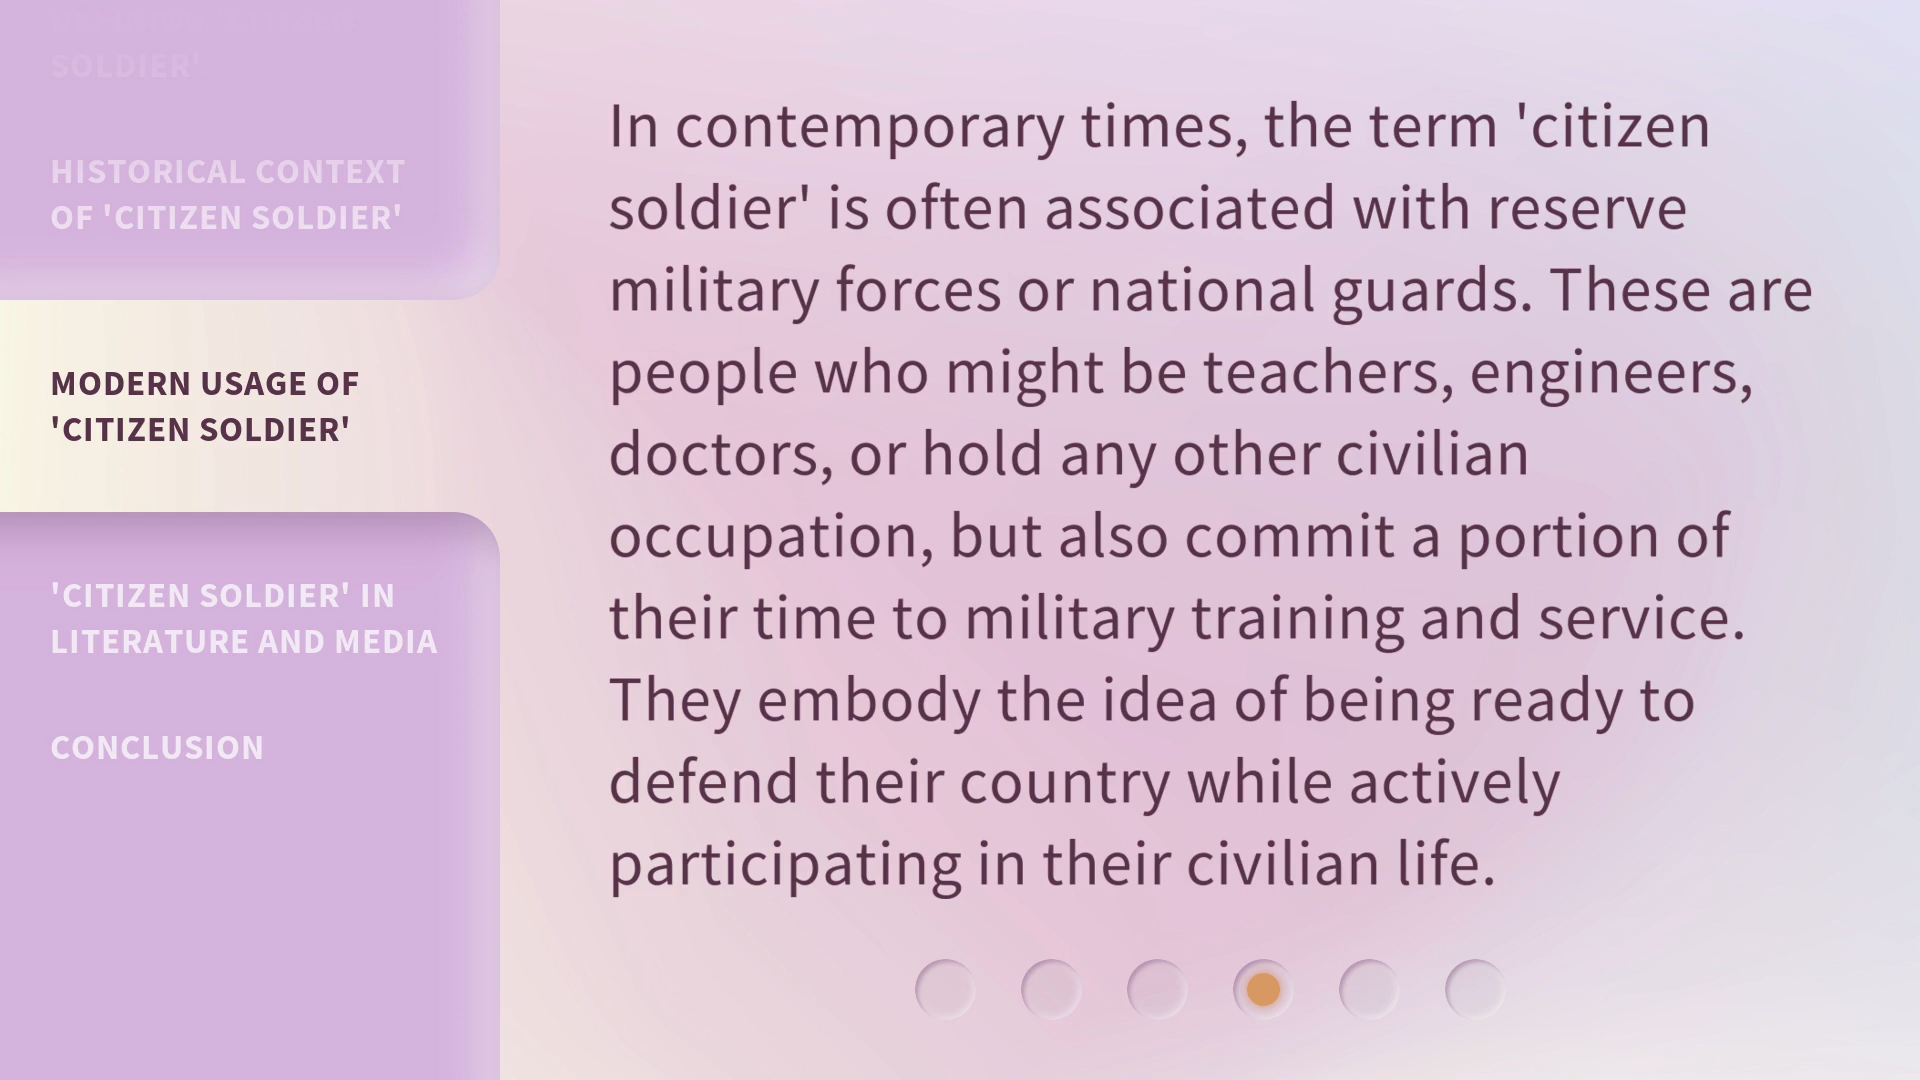 SOLDIER'
HISTORICAL CONTEXT
OF 'CITIZEN SOLDIER'
MODERN USAGE OF
'CITIZEN SOLDIER'
'CITIZEN SOLDIER' IN
LITERATURE AND MEDIA
CONCLUSION
In contemporary times, the term 'citizen
soldier' is often associated with reserve
military forces or national guards. These are
people who might be teachers, engineers,
doctors, or hold any other civilian
occupation, but also commit a portion of
their time to military training and service.
They embody the idea of being ready to
defend their country while actively
participating in their civilian life.